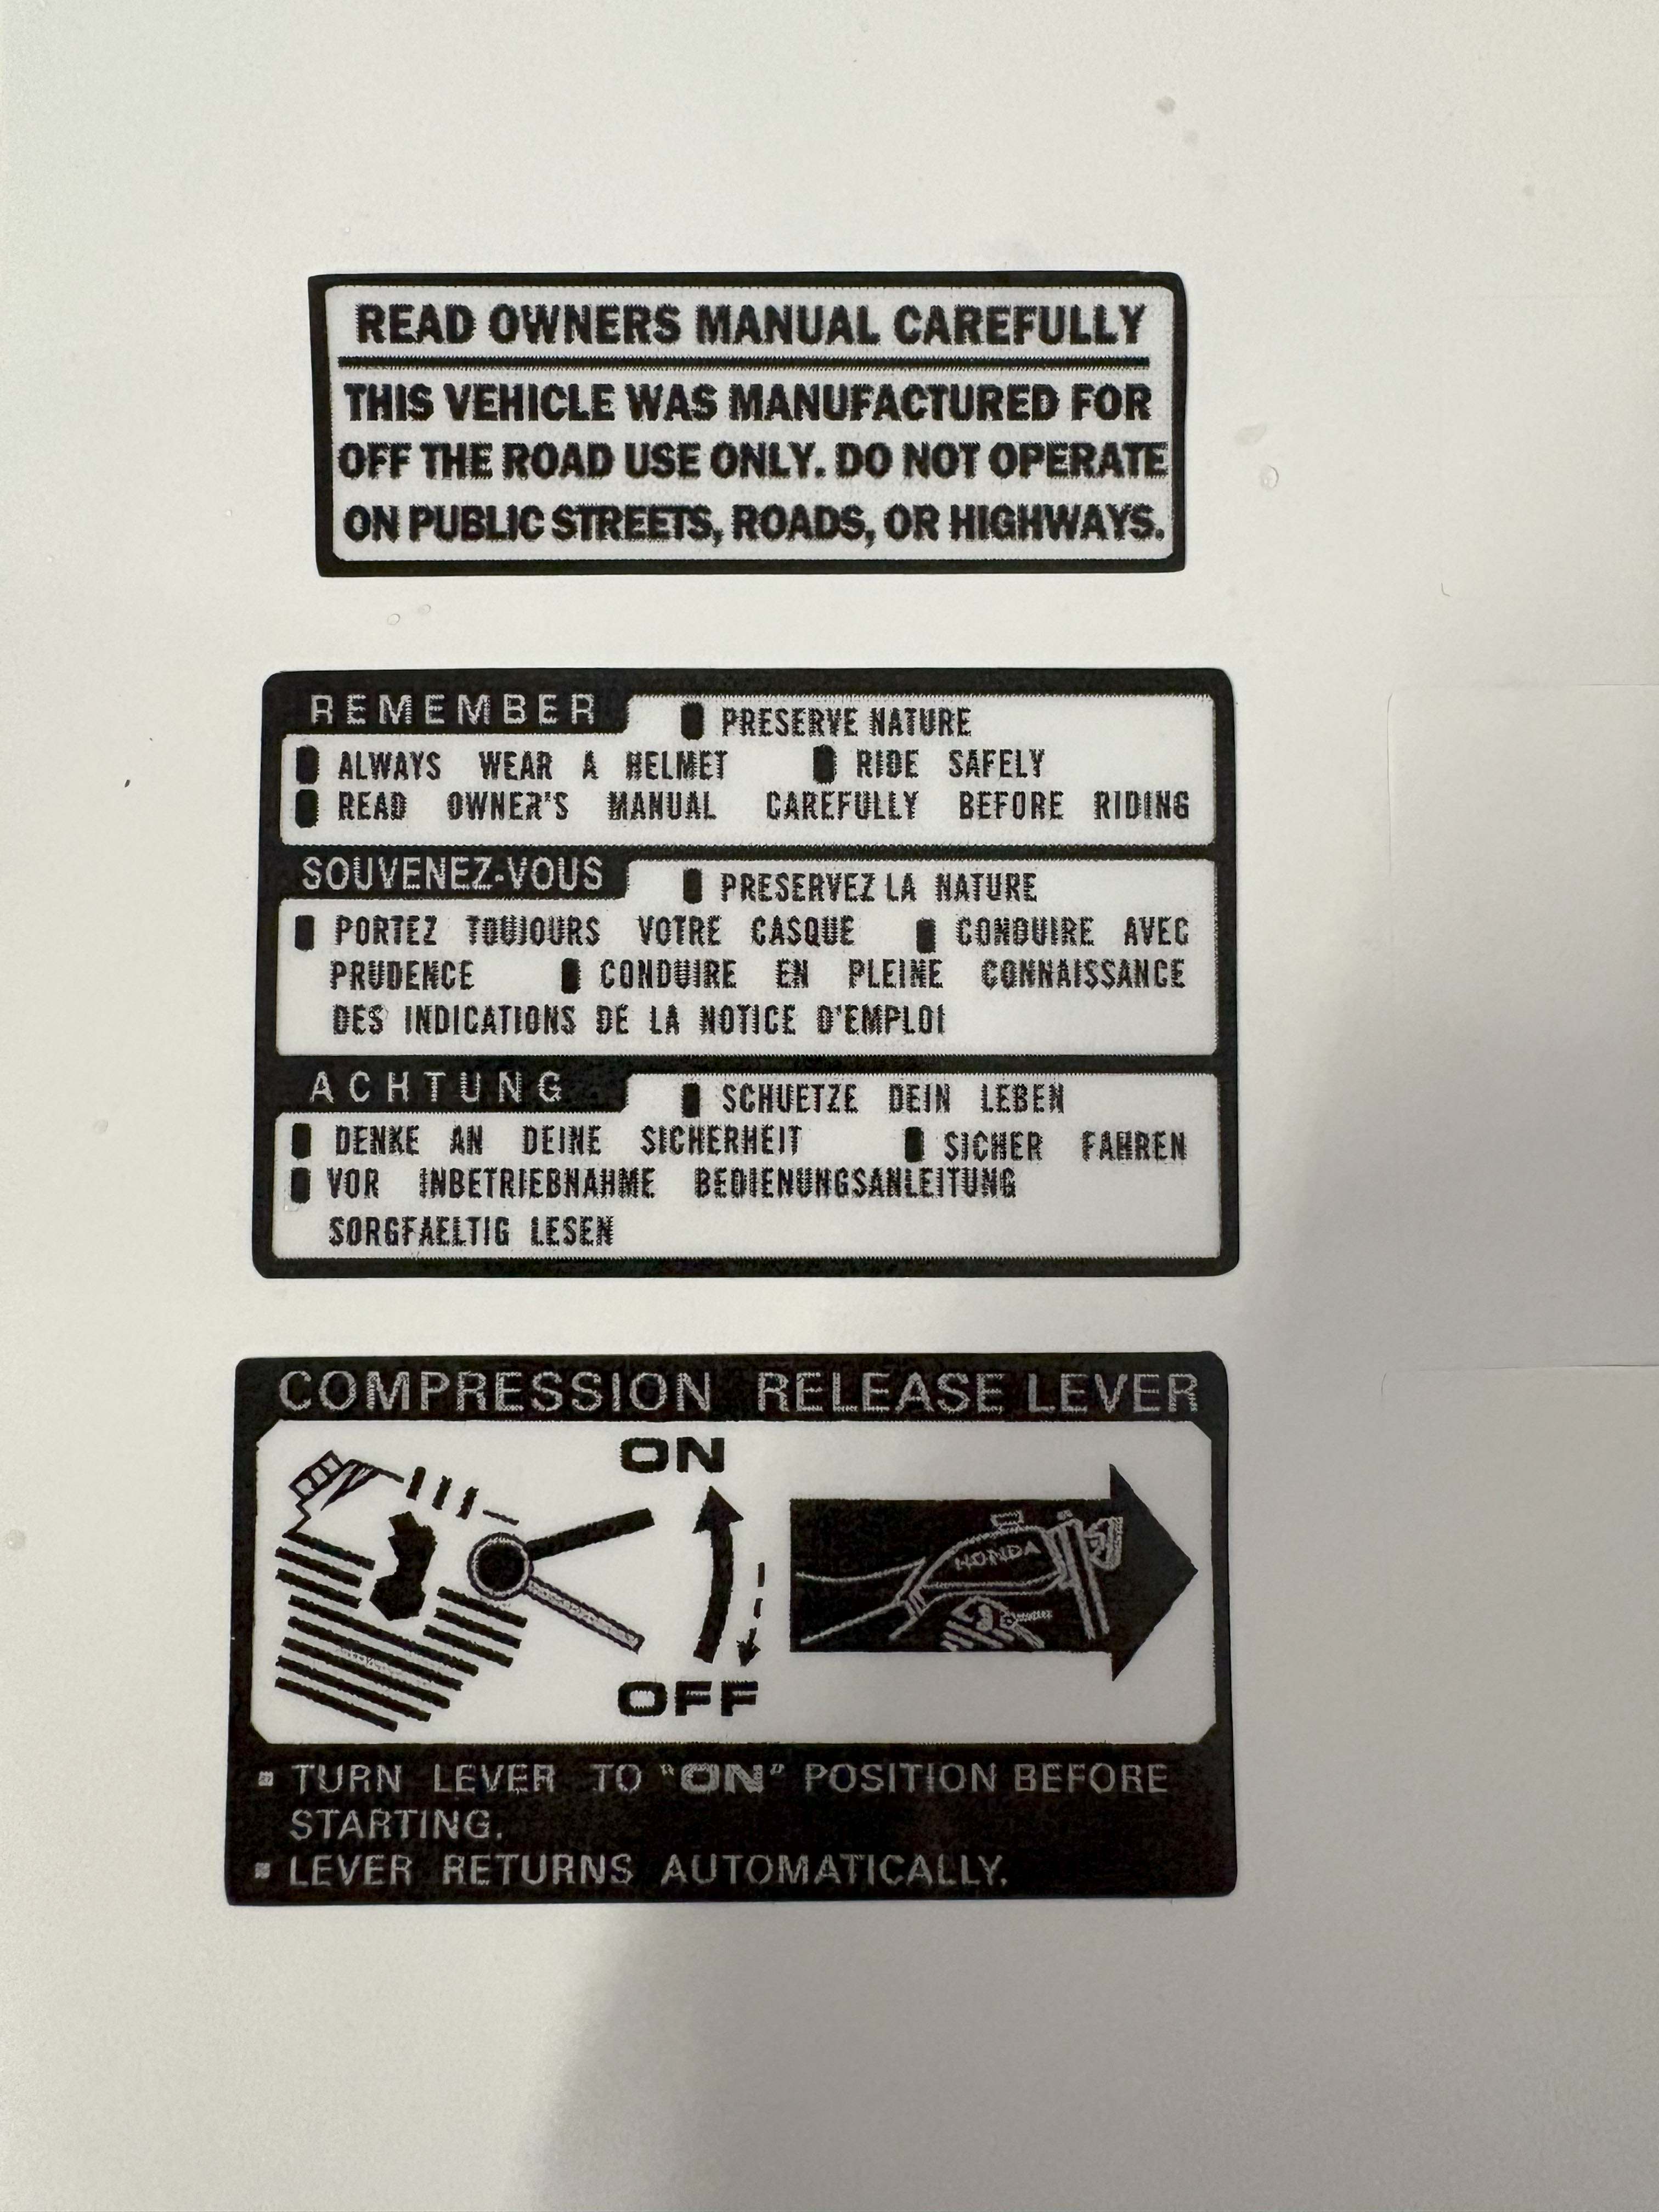 READ OWNERS MANUAL CAREFULLY
THIS VEHICLE WAS MANUFACTURED FOR
OFF THE ROAD USE ONLY. DO NOT OPERATE
ON PUBLIC STREETS, ROADS, OR HIGHWAYS.
REMEMBER PRESERVE NATURE
ALWAYS WEAR A HELMET RIDE SAFELY
READ OWNER'S MANUAL CAREFULLY BEFORE RIDING
SOUVENEZ-VOUS PRESERVEZ LA NATURE
PORTEZ TOUJOURS VOTRE CASQUE CONDUIRE AVEC
PRUDENCE CONDUIRE EN PLEINE CONNAISSANCE
DES INDICATIONS DE LA NOTICE D'EMPLOI
ACHTUNG SCHUETZE DEIN LEBEN
DENKE AN DEINE SICHERHEIT SICHER FAHREN
VOR INBETRIEBNAHME BEDIENUNGSANLEITUNG
SORGFAELTIG LESEN
COMPRESSION RELEASE LEVER
ON
HONDA
OFF
▪ TURN LEVER TO "ON" POSITION BEFORE
STARTING.
▪ LEVER RETURNS AUTOMATICALLY.